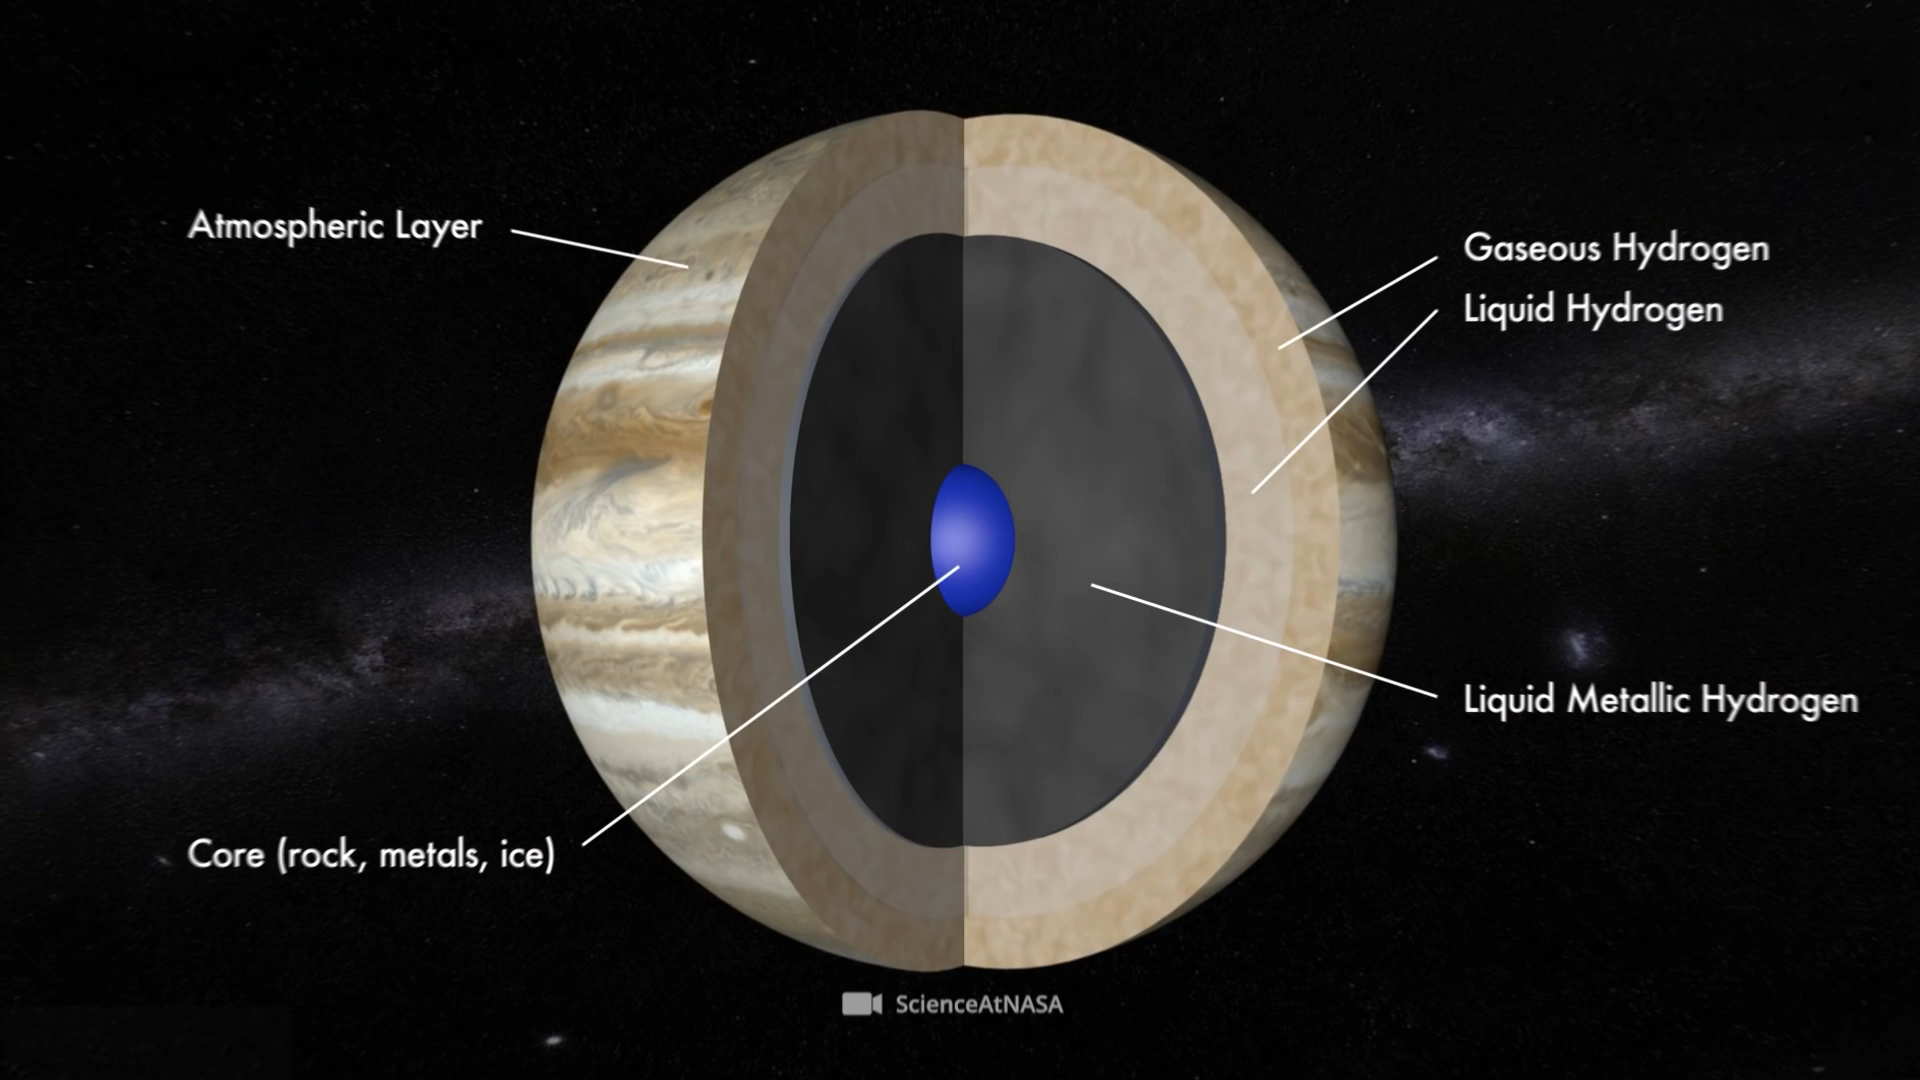 Atmospheric Layer
Gaseous Hydrogen
Liquid Hydrogen
Liquid Metallic Hydrogen
Core (rock, metals, ice)
ScienceAtNASA